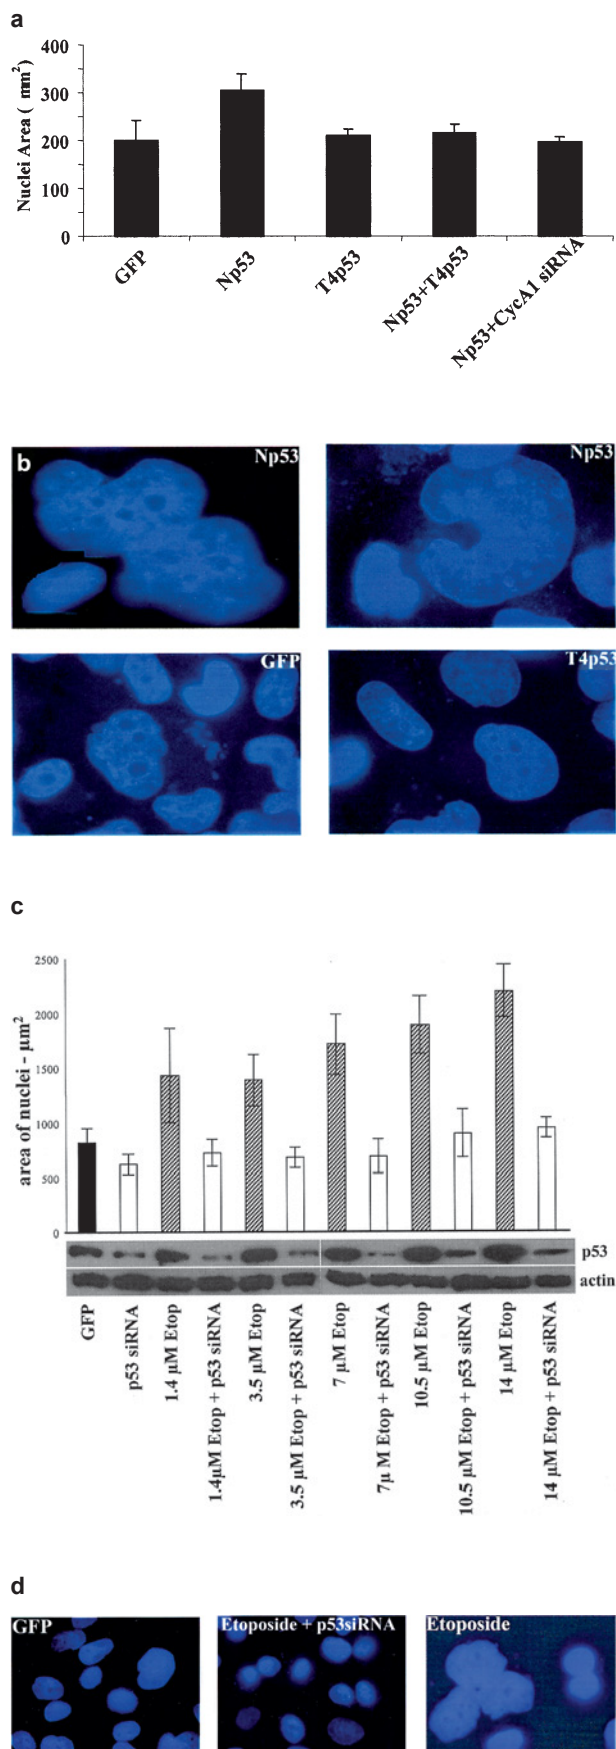 a
Nuclei Area ( mm²)
400
300
200
100
0
GFP
Np53
T4p53
Np53+T4p53
Np53+CycA1 siRNA
b
Np53
Np53
GFP
T4p53
c
area of nuclei - µm²
2500
2000
1500
1000
500
0
p53
actin
GFP
p53 siRNA
1.4 µM Etop
1.4µM Etop + p53 siRNA
3.5 µM Etop
3.5 µM Etop + p53 siRNA
7 µM Etop
7µ M Etop + p53 siRNA
10.5 µM Etop
10.5 µM Etop + p53 siRNA
14 µM Etop
14 µM Etop + p53 siRNA
d
GFP
Etoposide + p53siRNA
Etoposide